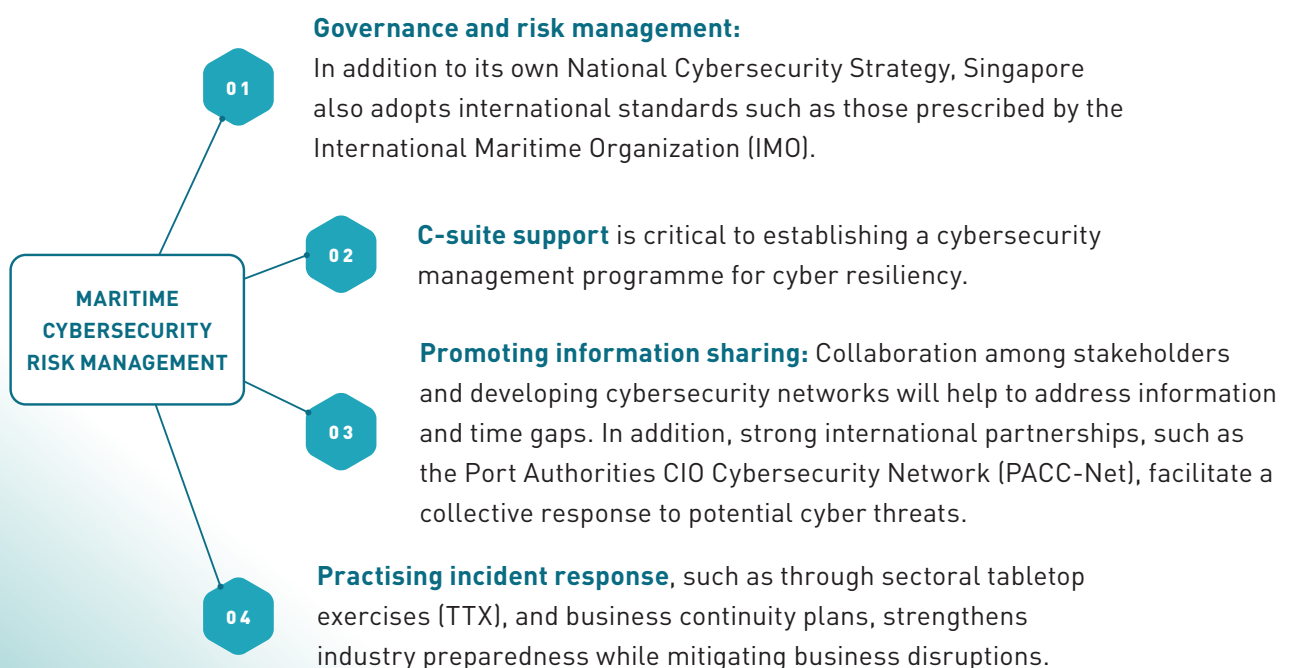 MARITIME
CYBERSECURITY
RISK MANAGEMENT
01
Governance and risk management:
In addition to its own National Cybersecurity Strategy, Singapore
also adopts international standards such as those prescribed by the
International Maritime Organization (IMO).
02
C-suite support is critical to establishing a cybersecurity
management programme for cyber resiliency.
03
Promoting information sharing: Collaboration among stakeholders
and developing cybersecurity networks will help to address information
and time gaps. In addition, strong international partnerships, such as
the Port Authorities CIO Cybersecurity Network (PACC-Net), facilitate a
collective response to potential cyber threats.
04
Practising incident response, such as through sectoral tabletop
exercises (TTX), and business continuity plans, strengthens
industry preparedness while mitigating business disruptions.